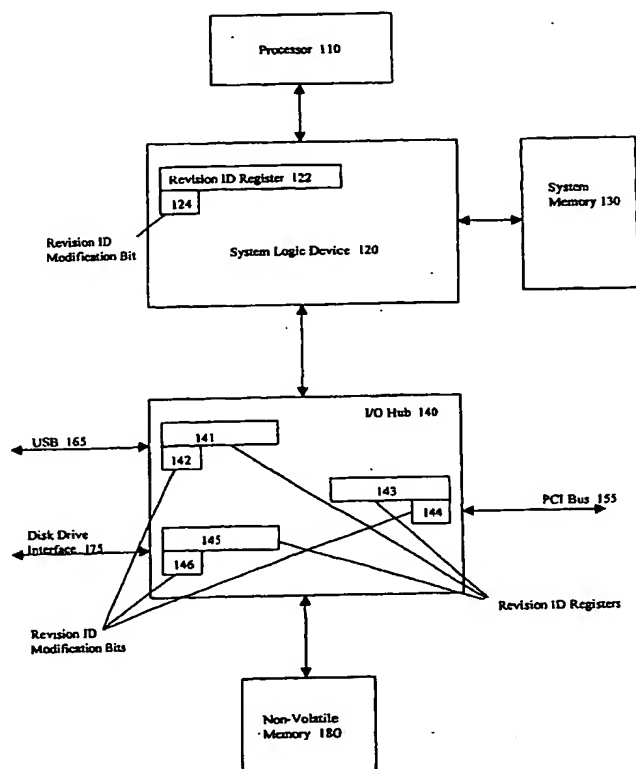 Processor 110
Revision ID Register 122
124
System
Memory 130
Revision ID
Modification Bit
System Logic Device 120
I/O Hub 140
USB 165
141
142
143
144
PCI Bus 155
Disk Drive
Interface 175
145
146
Revision ID Registers
Revision ID
Modification Bits
Non-Volatile
Memory 180